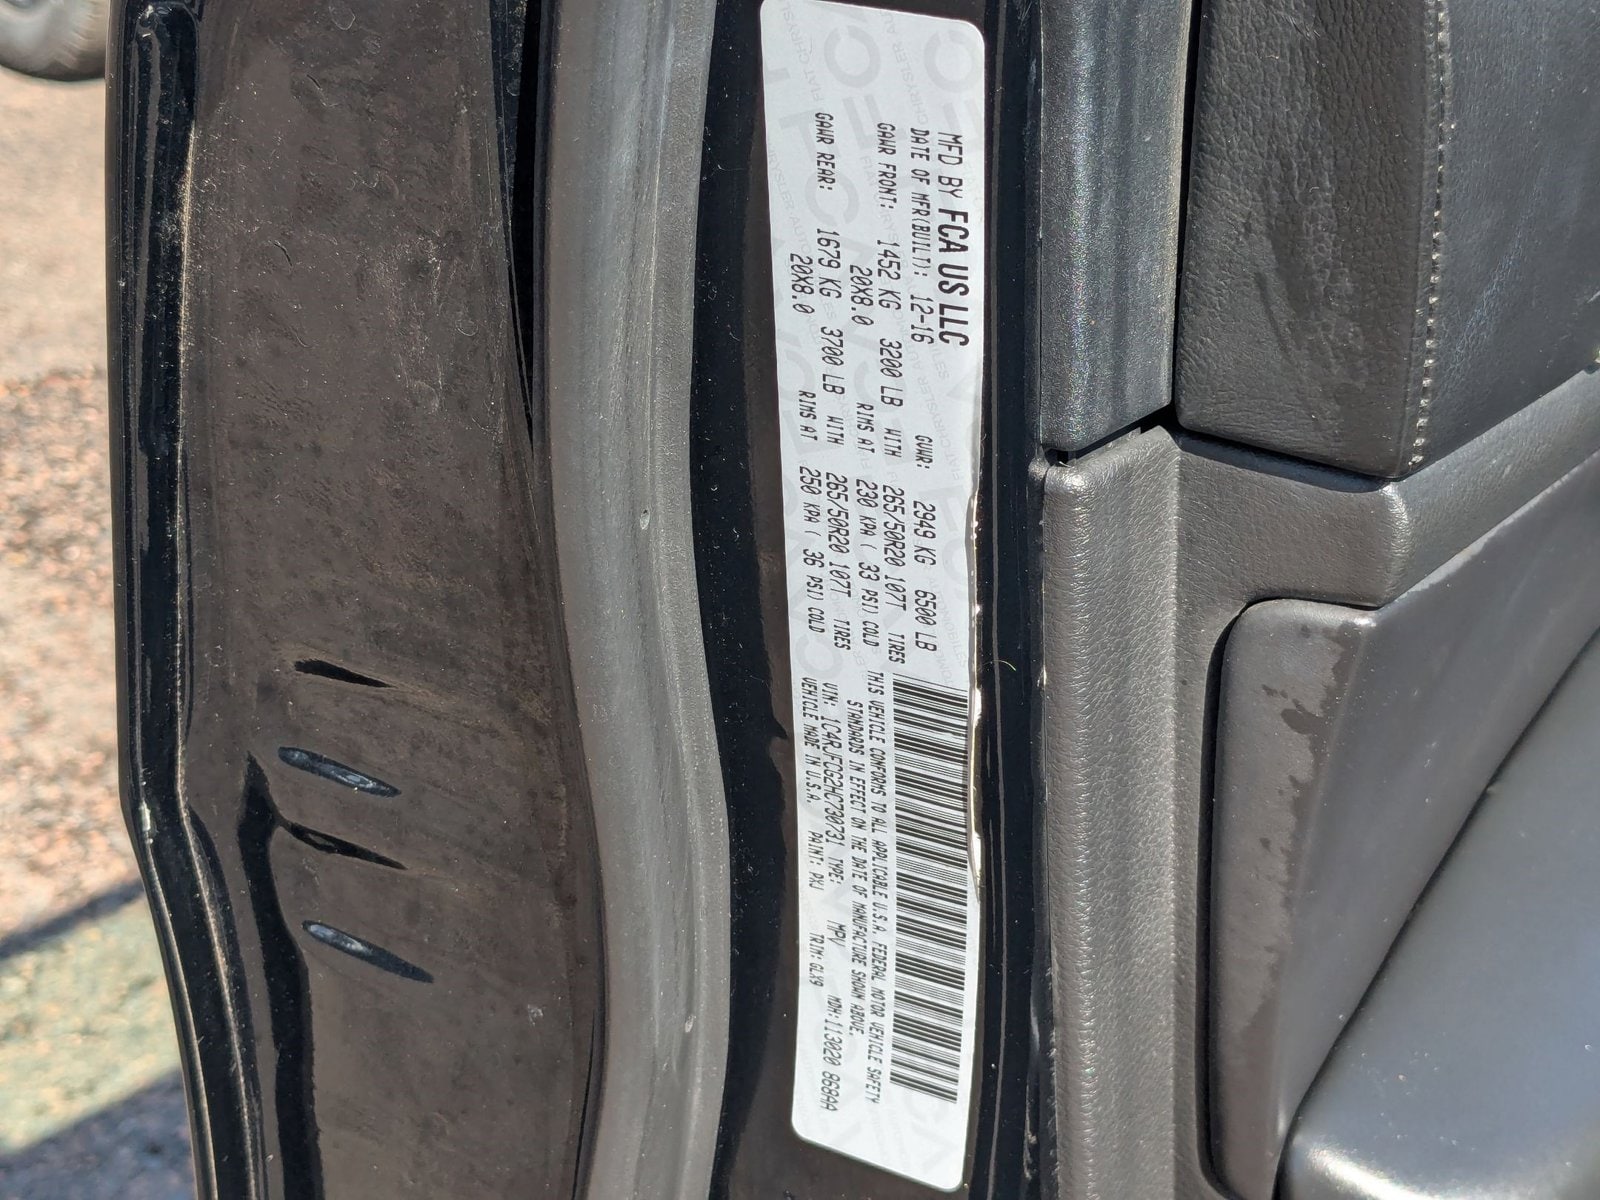 MFD BY FCA US LLC
DATE OF MFR(BUILT): 12-16 GVWR: 2949 KG 6500 LB
GAWR FRONT: 1452 KG 3200 LB WITH 265/50R20 107T TIRES
20X8.0 RIMS AT 230 KPA ( 33 PSI) COLD
GAWR REAR: 1679 KG 3700 LB WITH 265/50R20 107T TIRES
20X8.0 RIMS AT 250 KPA ( 36 PSI) COLD
THIS VEHICLE CONFORMS TO ALL APPLICABLE U.S.A. FEDERAL MOTOR VEHICLE SAFETY
STANDARDS IN EFFECT ON THE DATE OF MANUFACTURE SHOWN ABOVE.
VIN: 1C4RJFCG2HC73073 1 TYPE: MPV MDH:113020 868AA
VEHICLE MADE IN U.S.A. PAINT: PXJ TRIM: GLX9